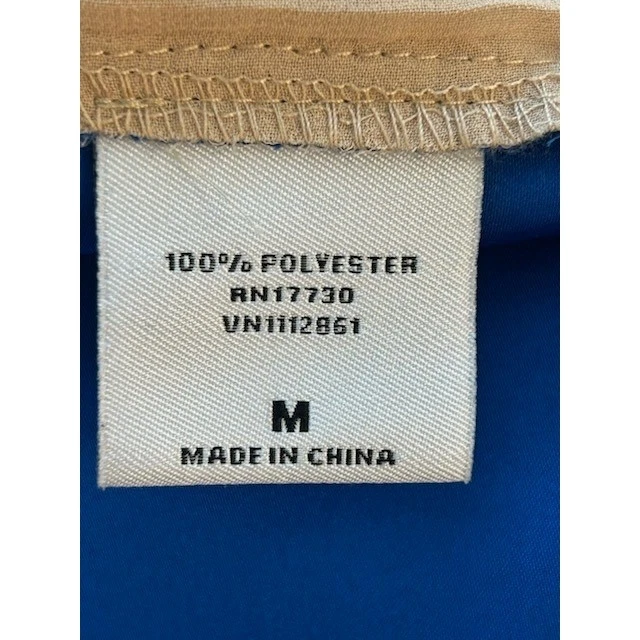 100% POLYESTER
RN17730
VN1112861
M
MADE IN CHINA